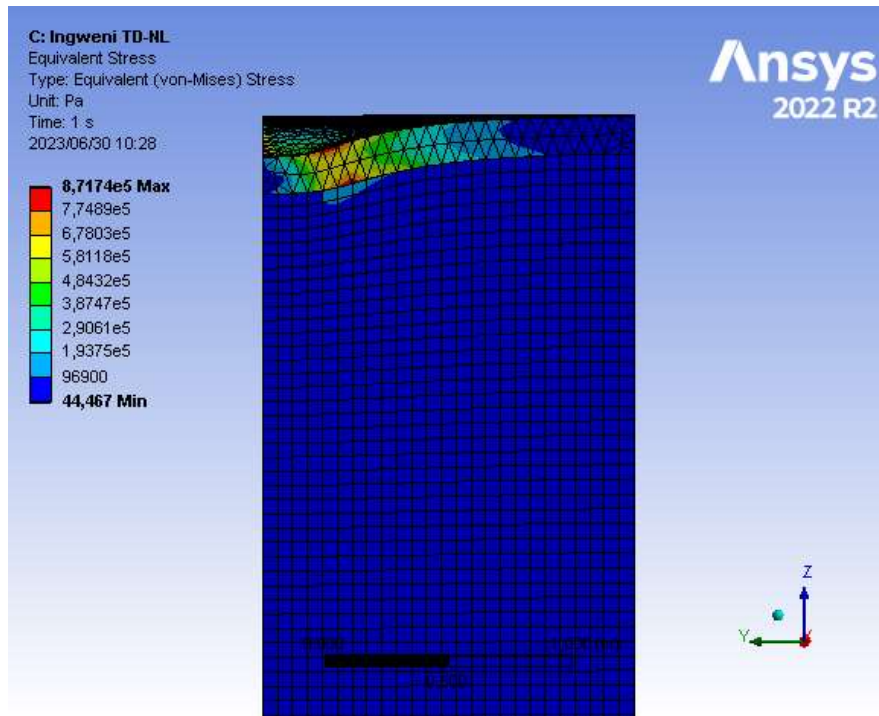 C: Ingweni TD-NL
Equivalent Stress
Type: Equivalent (von-Mises) Stress
Unit: Pa
Time: 1 s
2023/06/30 10:28
8,7174e5 Max
7,7489e5
6,7803e5
5,8118e5
4,8432e5
3,8747e5
2,9061e5
1,9375e5
96900
44,467 Min
Ansys
2022 R2
Z
Y